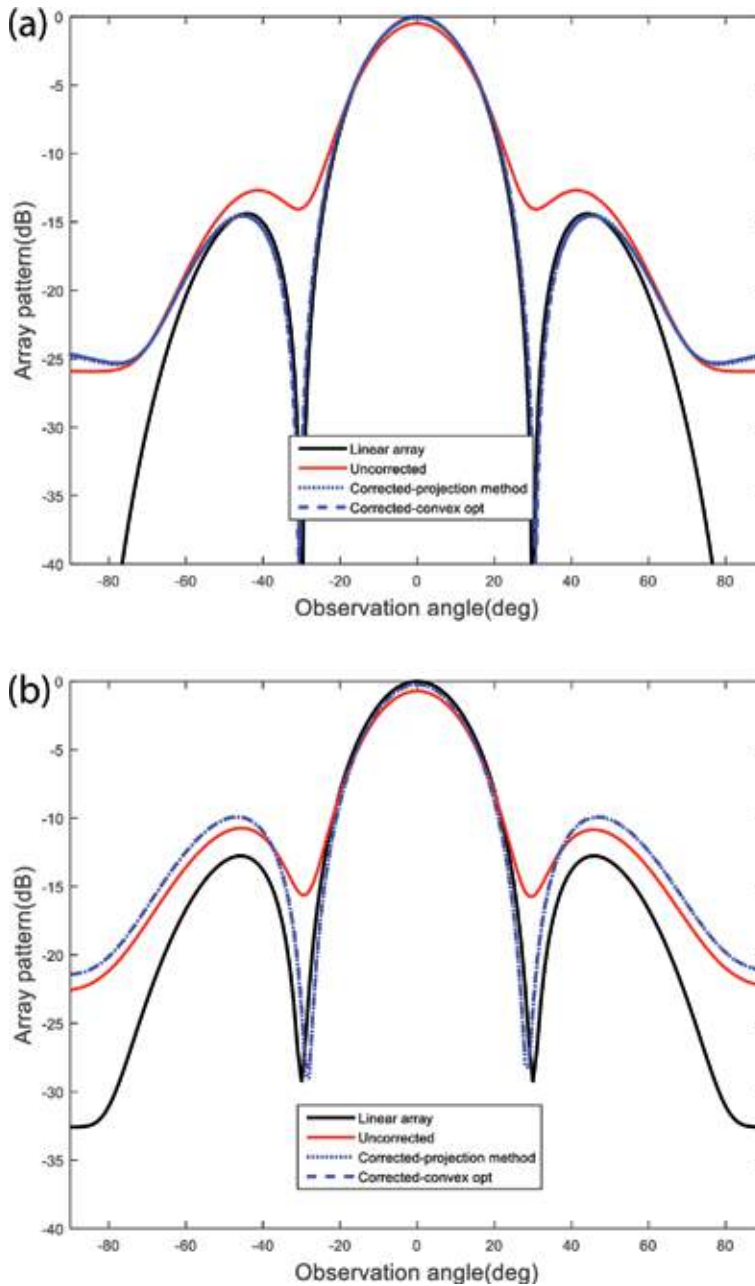 (a)
0
-5
-10
-15
-20
-25
-30
-35
-40
Array pattern(dB)
Linear array
Uncorrected
Corrected-projection method
Corrected-convex opt
-80 -60 -40 -20 0 20 40 60 80
Observation angle(deg)
(b)
0
-5
-10
-15
-20
-25
-30
-35
-40
Array pattern(dB)
Linear array
Uncorrected
Corrected-projection method
Corrected-convex opt
-80 -60 -40 -20 0 20 40 60 80
Observation angle(deg)